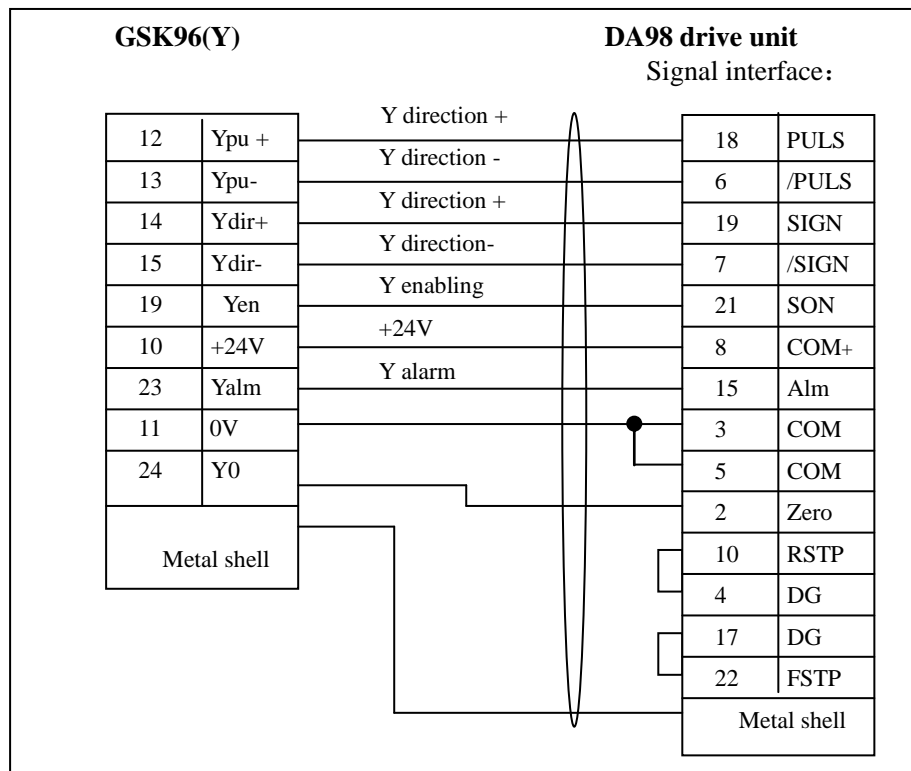 GSK96(Y)
DA98 drive unit
Signal interface：
12 Ypu +
13 Ypu-
14 Ydir+
15 Ydir-
19 Yen
10 +24V
23 Yalm
11 0V
24 Y0
Metal shell
Y direction +
Y direction -
Y direction +
Y direction-
Y enabling
+24V
Y alarm
18 PULS
6 /PULS
19 SIGN
7 /SIGN
21 SON
8 COM+
15 Alm
3 COM
5 COM
2 Zero
10 RSTP
4 DG
17 DG
22 FSTP
Metal shell